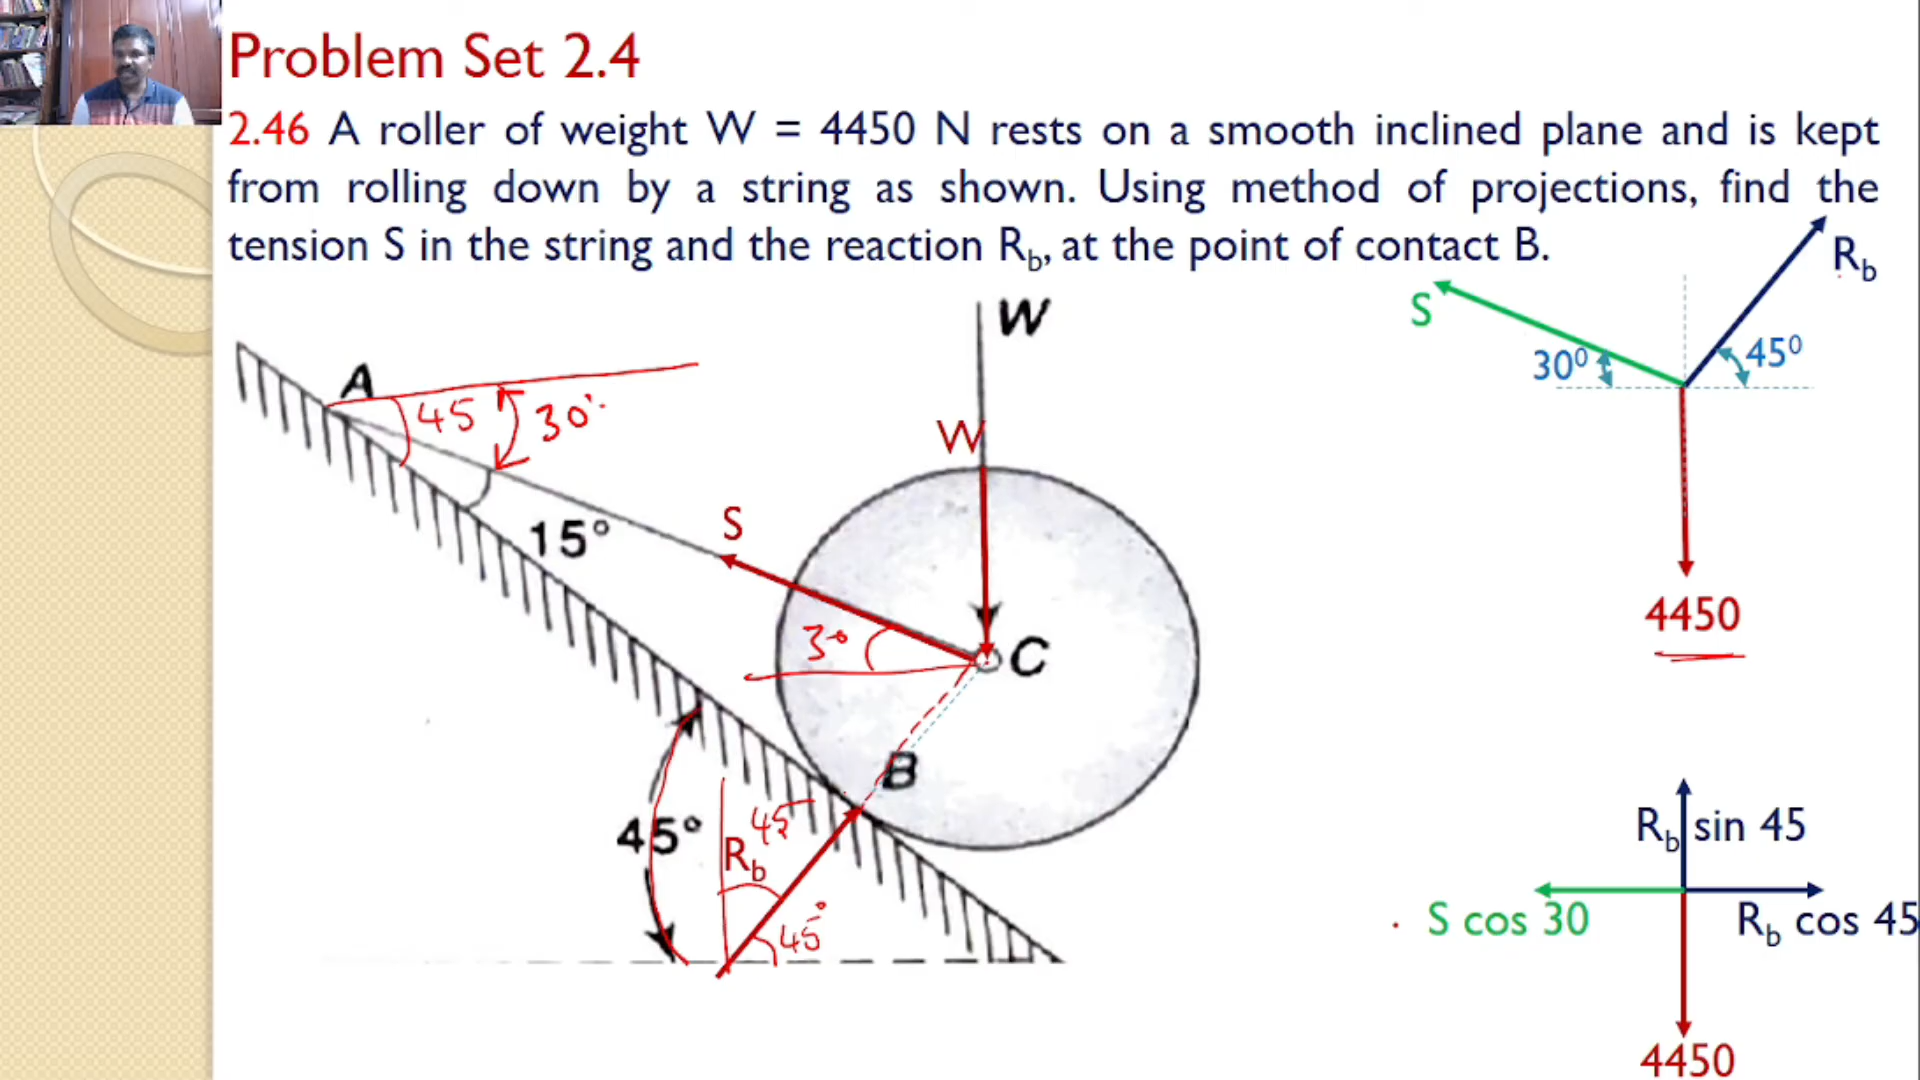 Problem Set 2.4
2.46 A roller of weight W = 4450 N rests on a smooth inclined plane and is kept
from rolling down by a string as shown. Using method of projections, find the
tension S in the string and the reaction Rb, at the point of contact B.
W
A
45
30°
15°
S
W
30
C
B
45°
45
Rb
45°
S
Rb
30⁰
45⁰
4450
Rb sin 45
S cos 30
Rb cos 45
4450